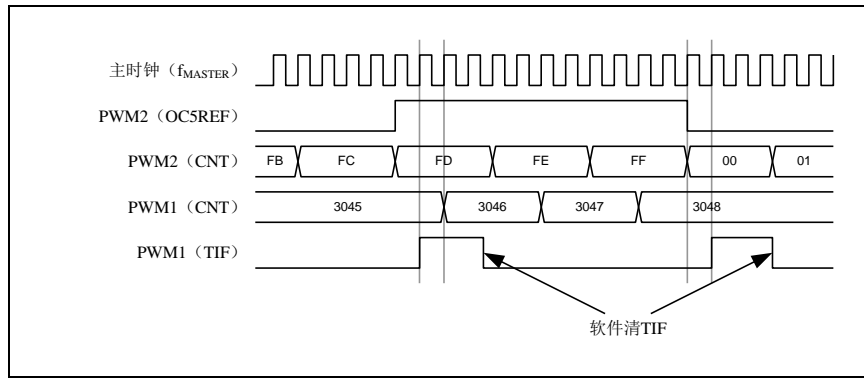 主时钟（fMASTER）
PWM2（OC5REF）
PWM2（CNT） FB FC FD FE FF 00 01
PWM1（CNT） 3045 3046 3047 3048
PWM1（TIF）
软件清TIF